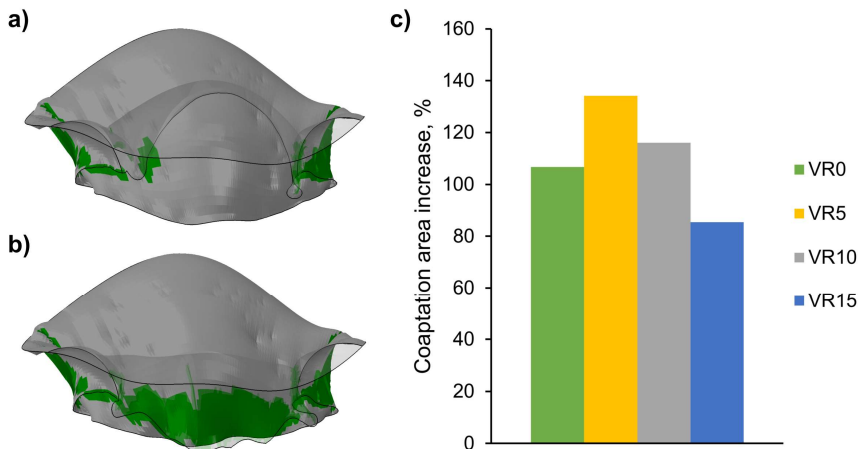 a)
b)
c)
Coaptation area increase, %
160
140
120
100
80
60
40
20
0
VR0
VR5
VR10
VR15